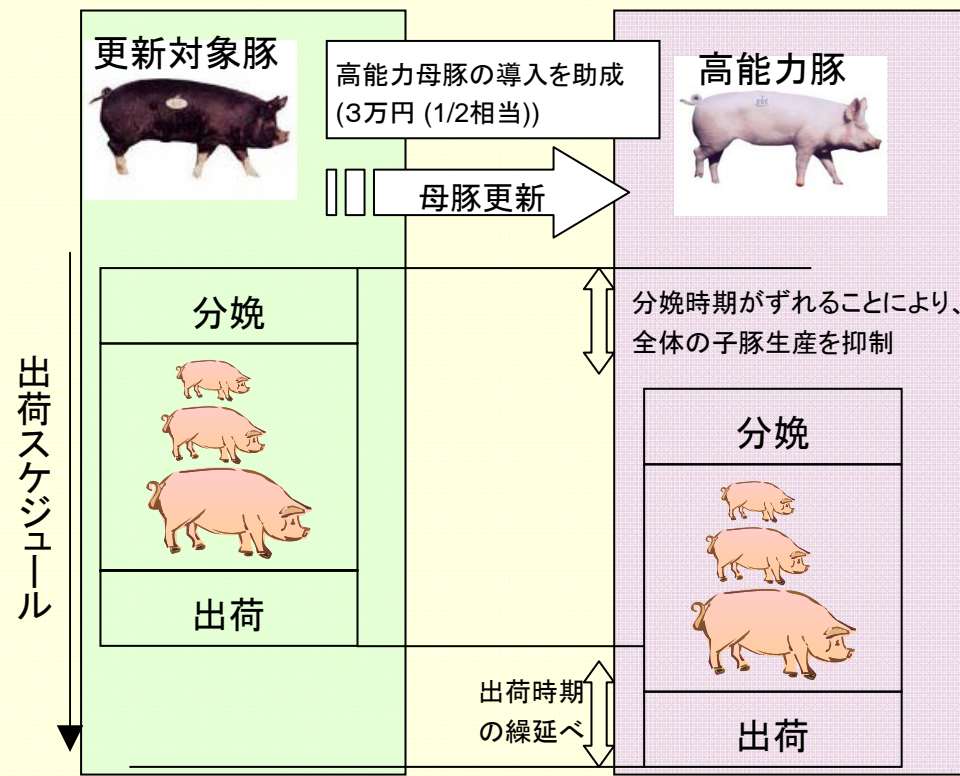 更新対象豚
高能力母豚の導入を助成
(3万円 (1/2相当))
高能力豚
母豚更新
出荷スケジュール
分娩
出荷
分娩時期がずれることにより、
全体の子豚生産を抑制
分娩
出荷時期
の繰延べ
出荷